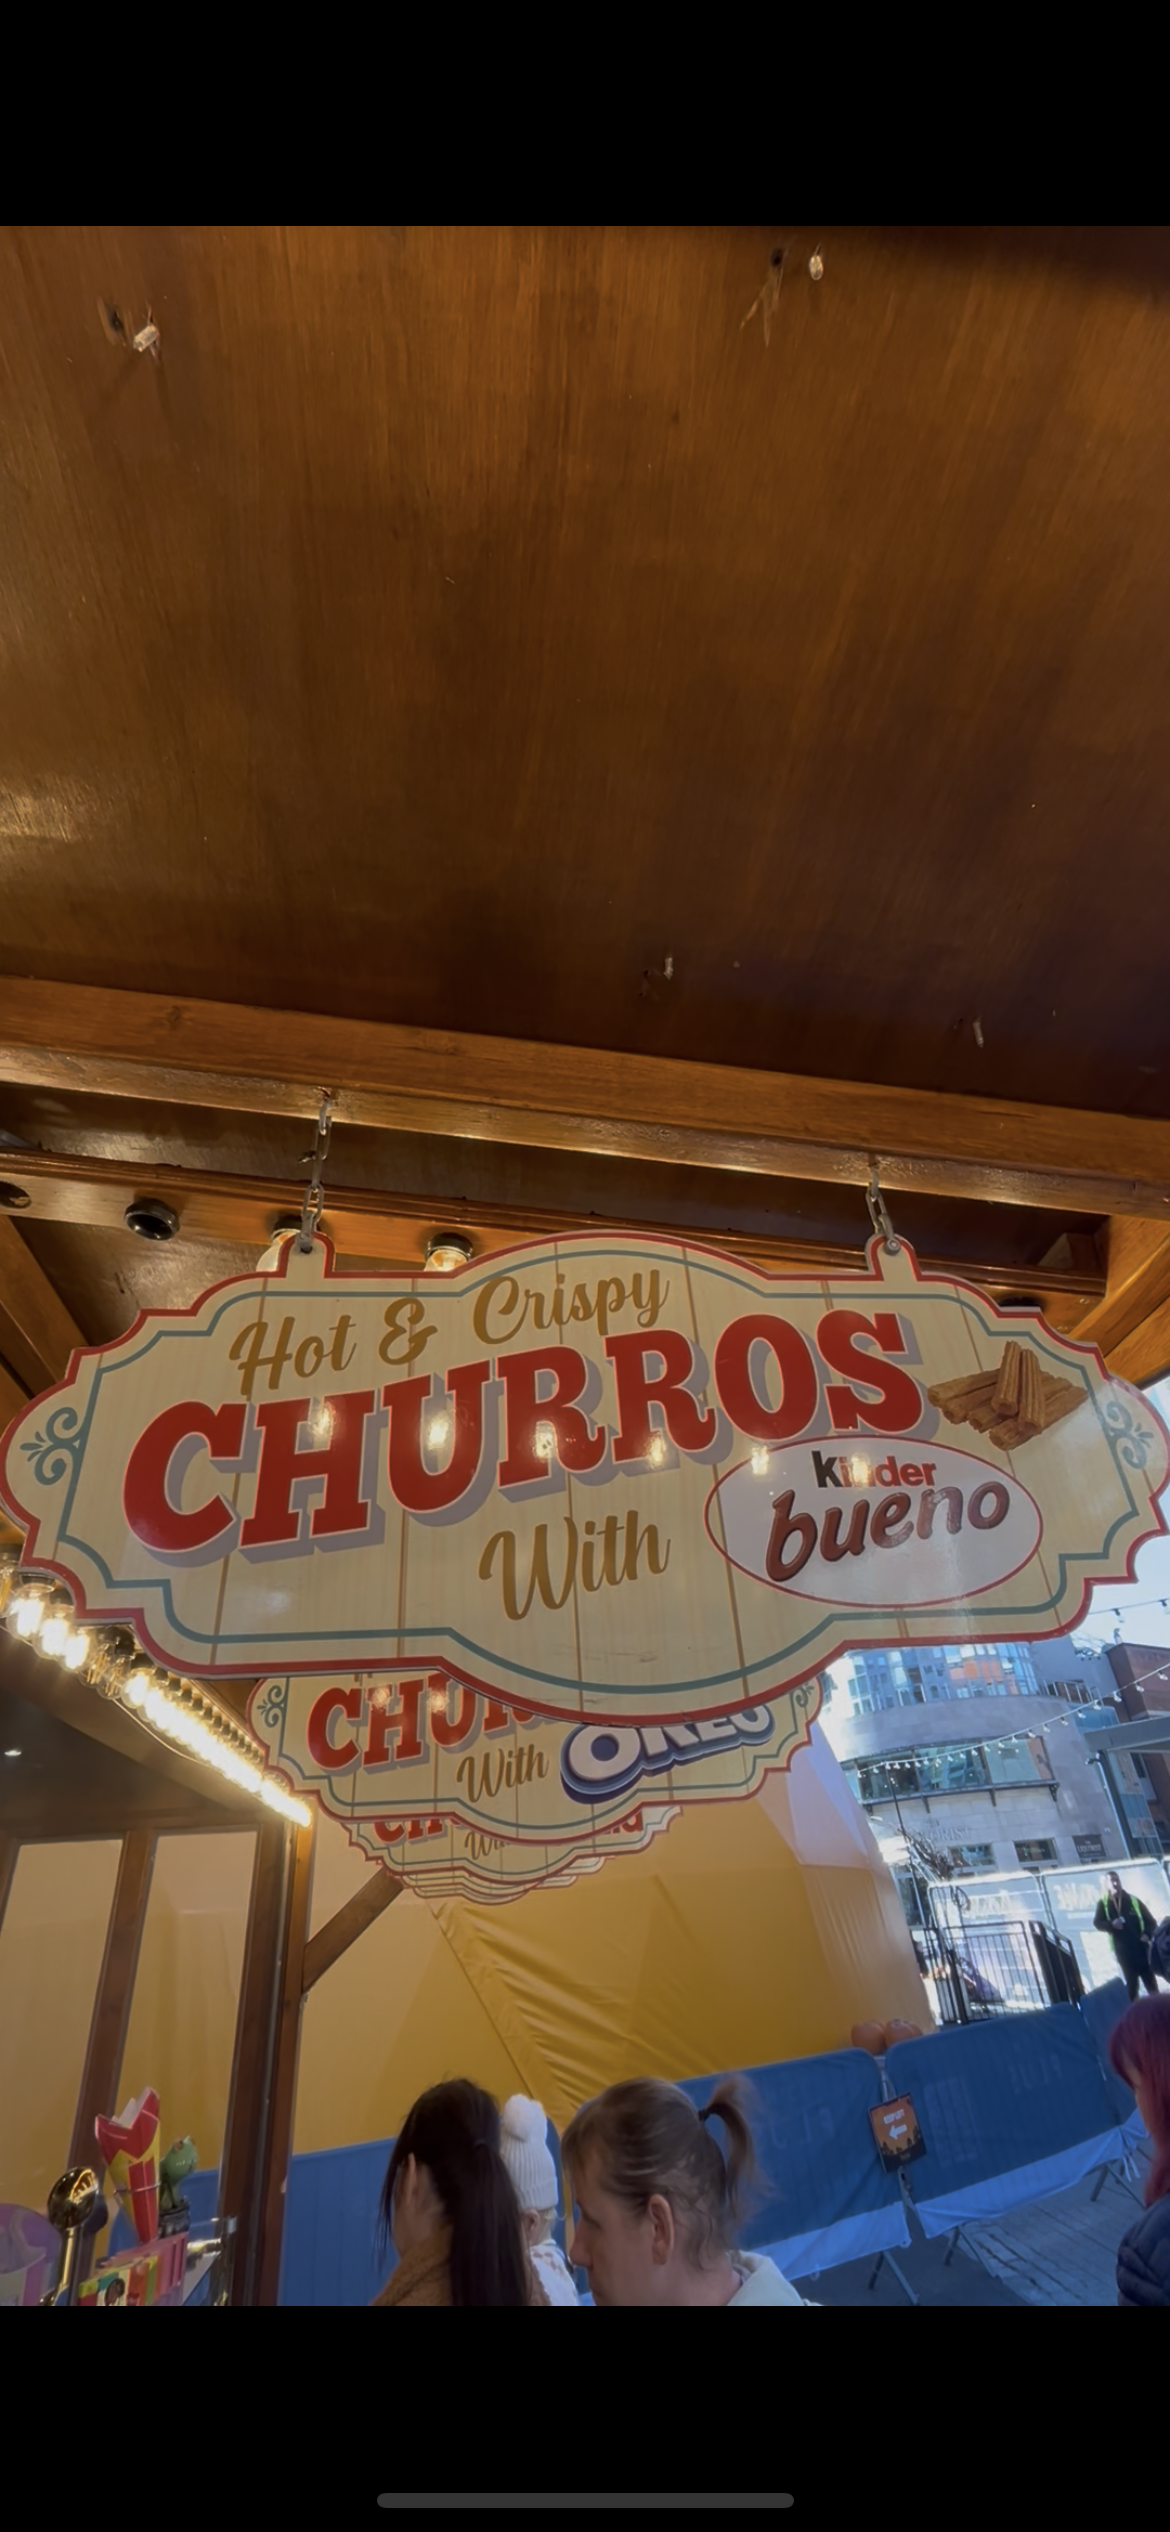 Hot & Crispy
CHURROS
With
kinder
bueno
With
OREO